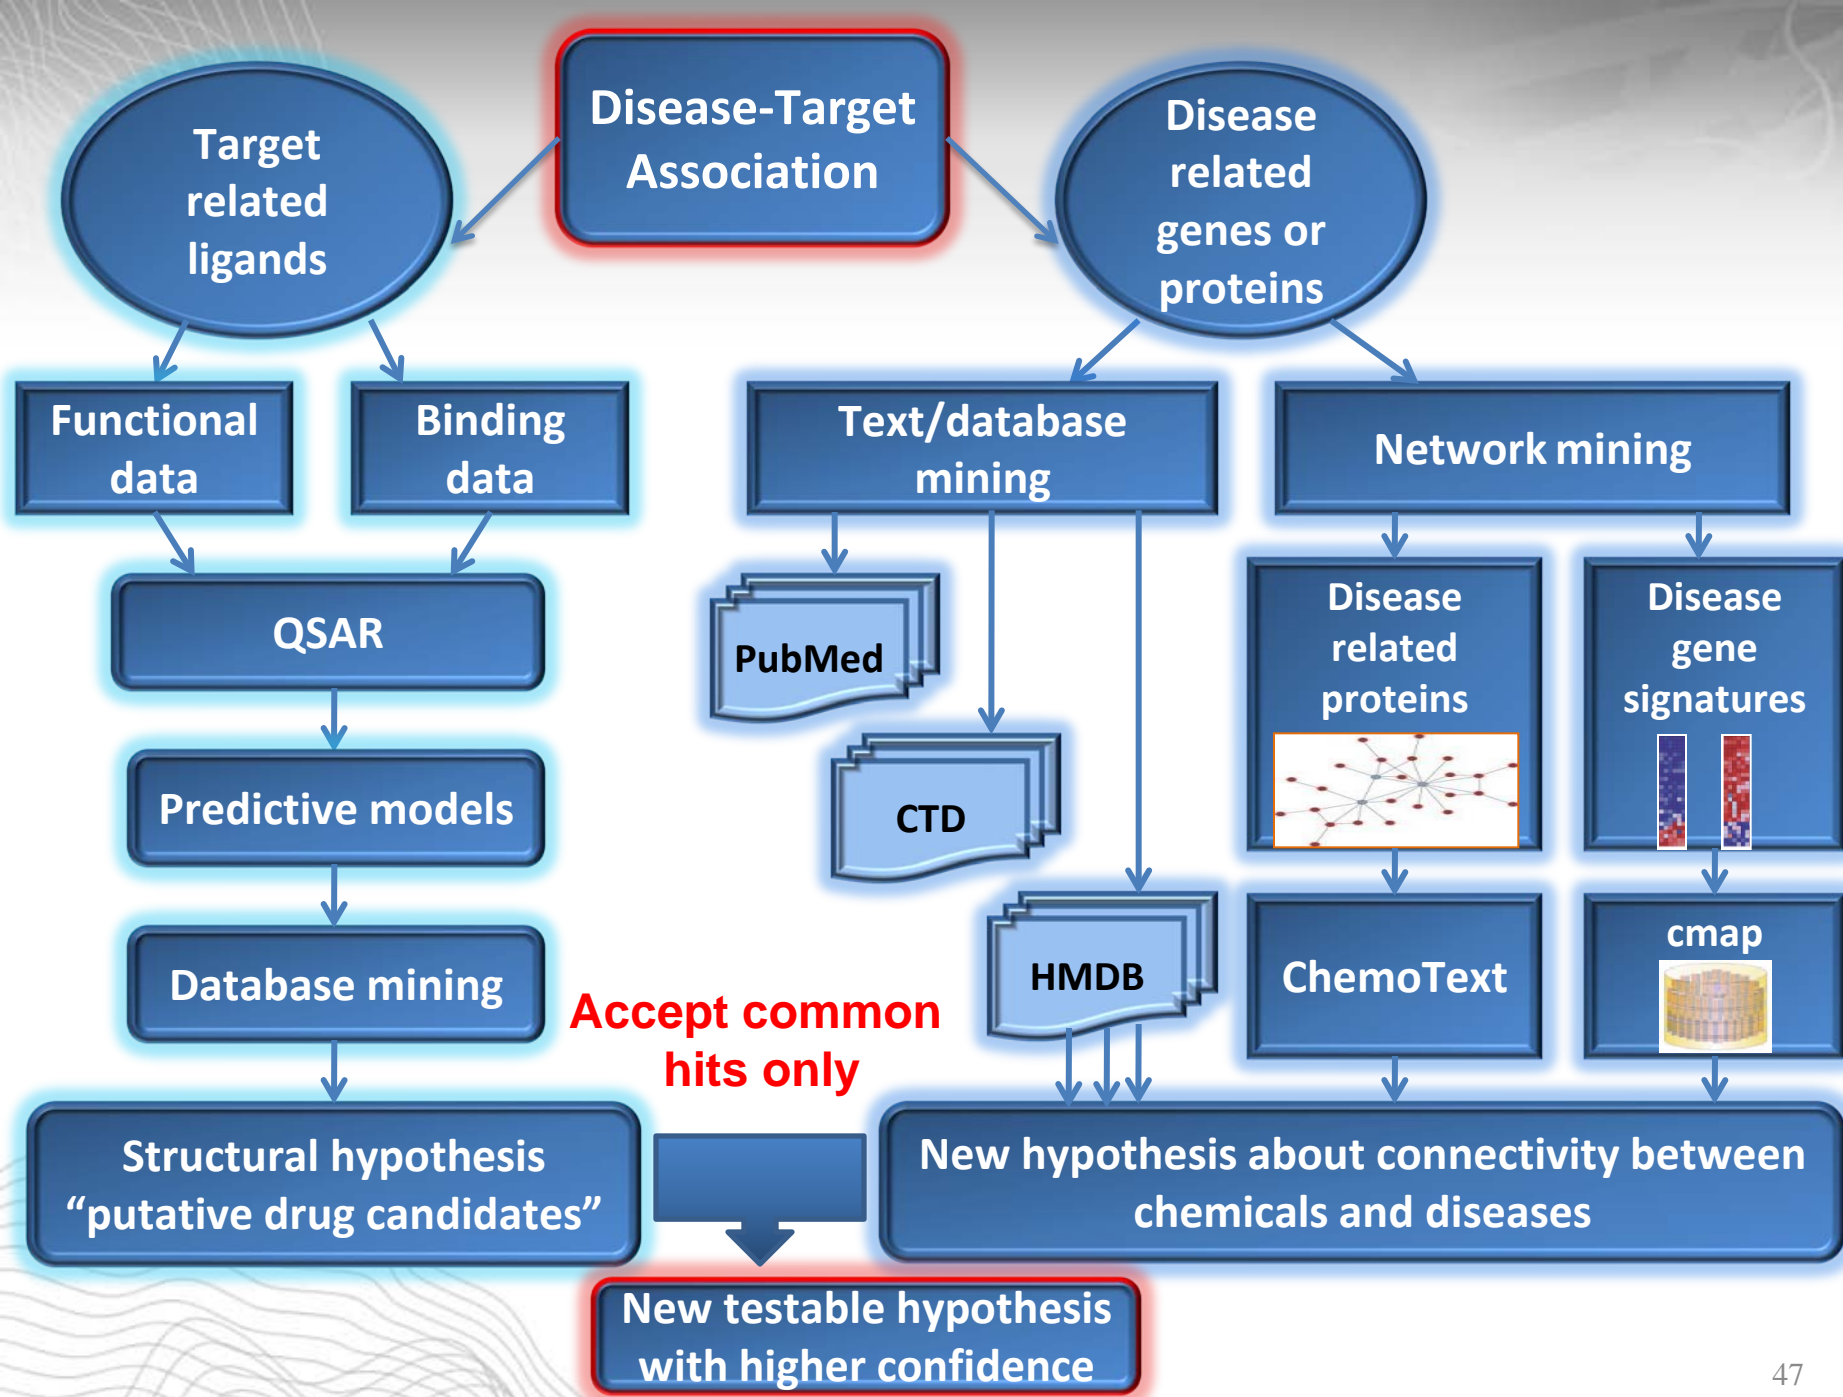 Disease-Target
Association
Target
related
ligands
Disease
related
genes or
proteins
Functional
data
Binding
data
Text/database
mining
Network mining
QSAR
PubMed
CTD
HMDB
Disease
related
proteins
Disease
gene
signatures
Predictive models
Database mining
ChemoText
cmap
Accept common
hits only
Structural hypothesis
“putative drug candidates”
New hypothesis about connectivity between
chemicals and diseases
New testable hypothesis
with higher confidence
47